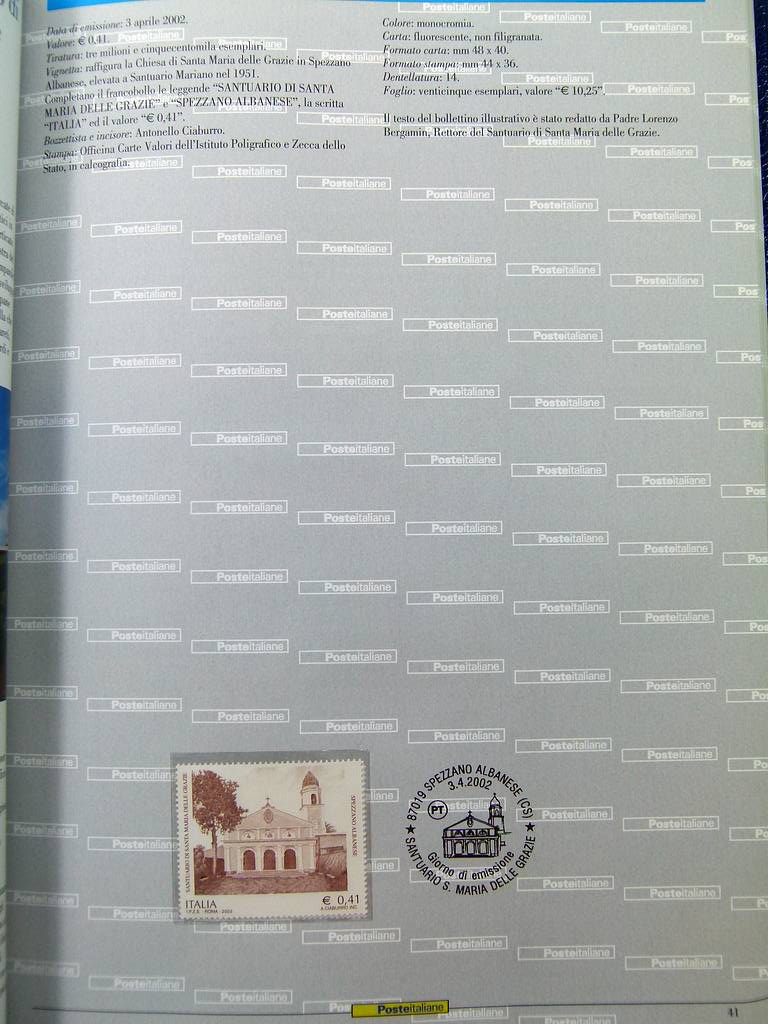 Data di emissione: 3 aprile 2002.
Valore: € 0,41.
Tiratura: tre milioni e cinquecentomila esemplari.
Vignetta: raffigura la Chiesa di Santa Maria delle Grazie in Spezzano
Albanese, elevata a Santuario Mariano nel 1951.
Completano il francobollo le leggende “SANTUARIO DI SANTA
MARIA DELLE GRAZIE” e “SPEZZANO ALBANESE”, la scritta
“ITALIA” ed il valore “€ 0,41”.
Bozzettista e incisore: Antonello Ciaburro.
Stampa: Officina Carte Valori dell'Istituto Poligrafico e Zecca dello
Stato, in calcografia.
Colore: monocromia.
Carta: fluorescente, non filigranata.
Formato carta: mm 48 x 40.
Formato stampa: mm 44 x 36.
Dentellatura: 14.
Foglio: venticinque esemplari, valore “€ 10,25”.
Il testo del bollettino illustrativo è stato redatto da Padre Lorenzo
Bergamin, Rettore del Santuario di Santa Maria delle Grazie.
SANTUARIO DI SANTA MARIA DELLE GRAZIE
SPEZZANO ALBANESE
ITALIA
€ 0,41
I.P.Z.S. - ROMA - 2002
A. CIABURRO INC.
87019 SPEZZANO ALBANESE (CS)
3.4.2002
PT
Giorno di emissione
★ SANTUARIO S. MARIA DELLE GRAZIE ★
Posteitaliane
41